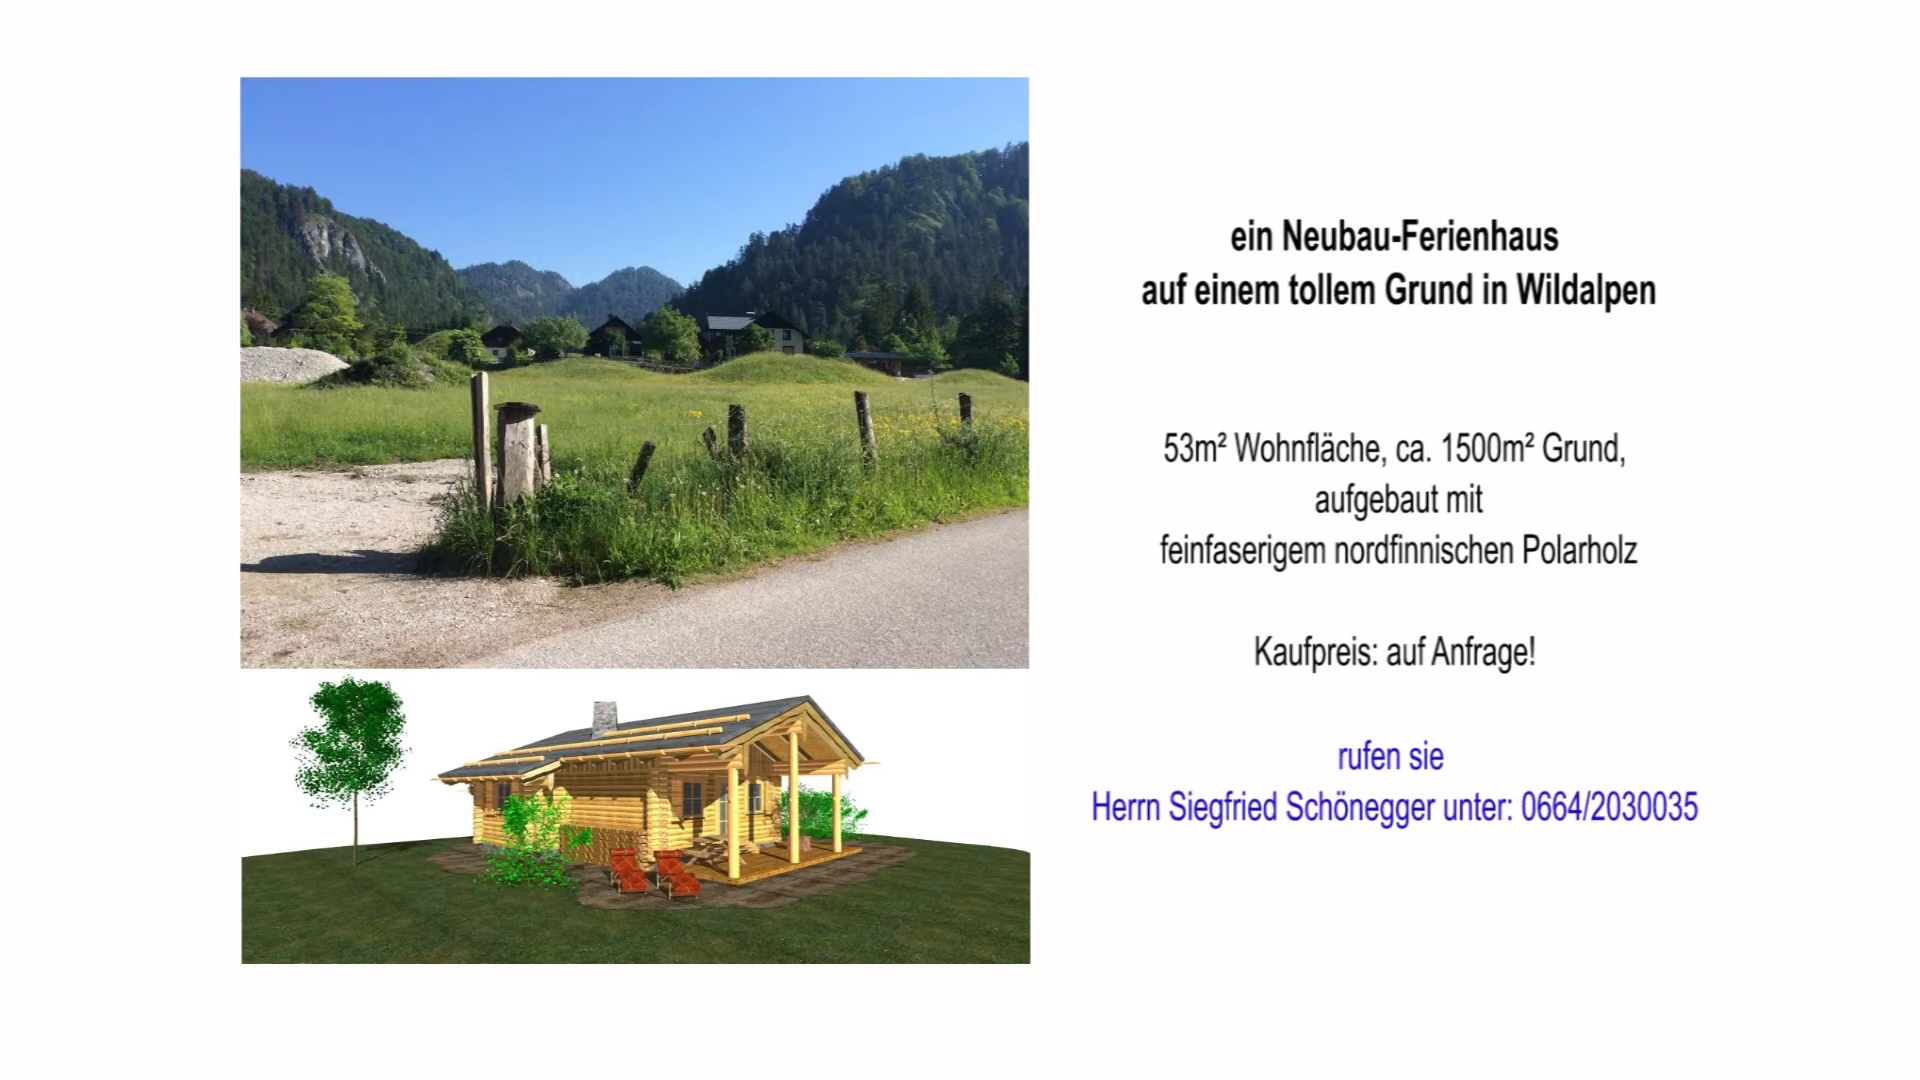 ein Neubau-Ferienhaus
auf einem tollem Grund in Wildalpen
53m² Wohnfläche, ca. 1500m² Grund,
aufgebaut mit
feinfaserigem nordfinnischen Polarholz
Kaufpreis: auf Anfrage!
rufen sie
Herrn Siegfried Schönegger unter: 0664/2030035